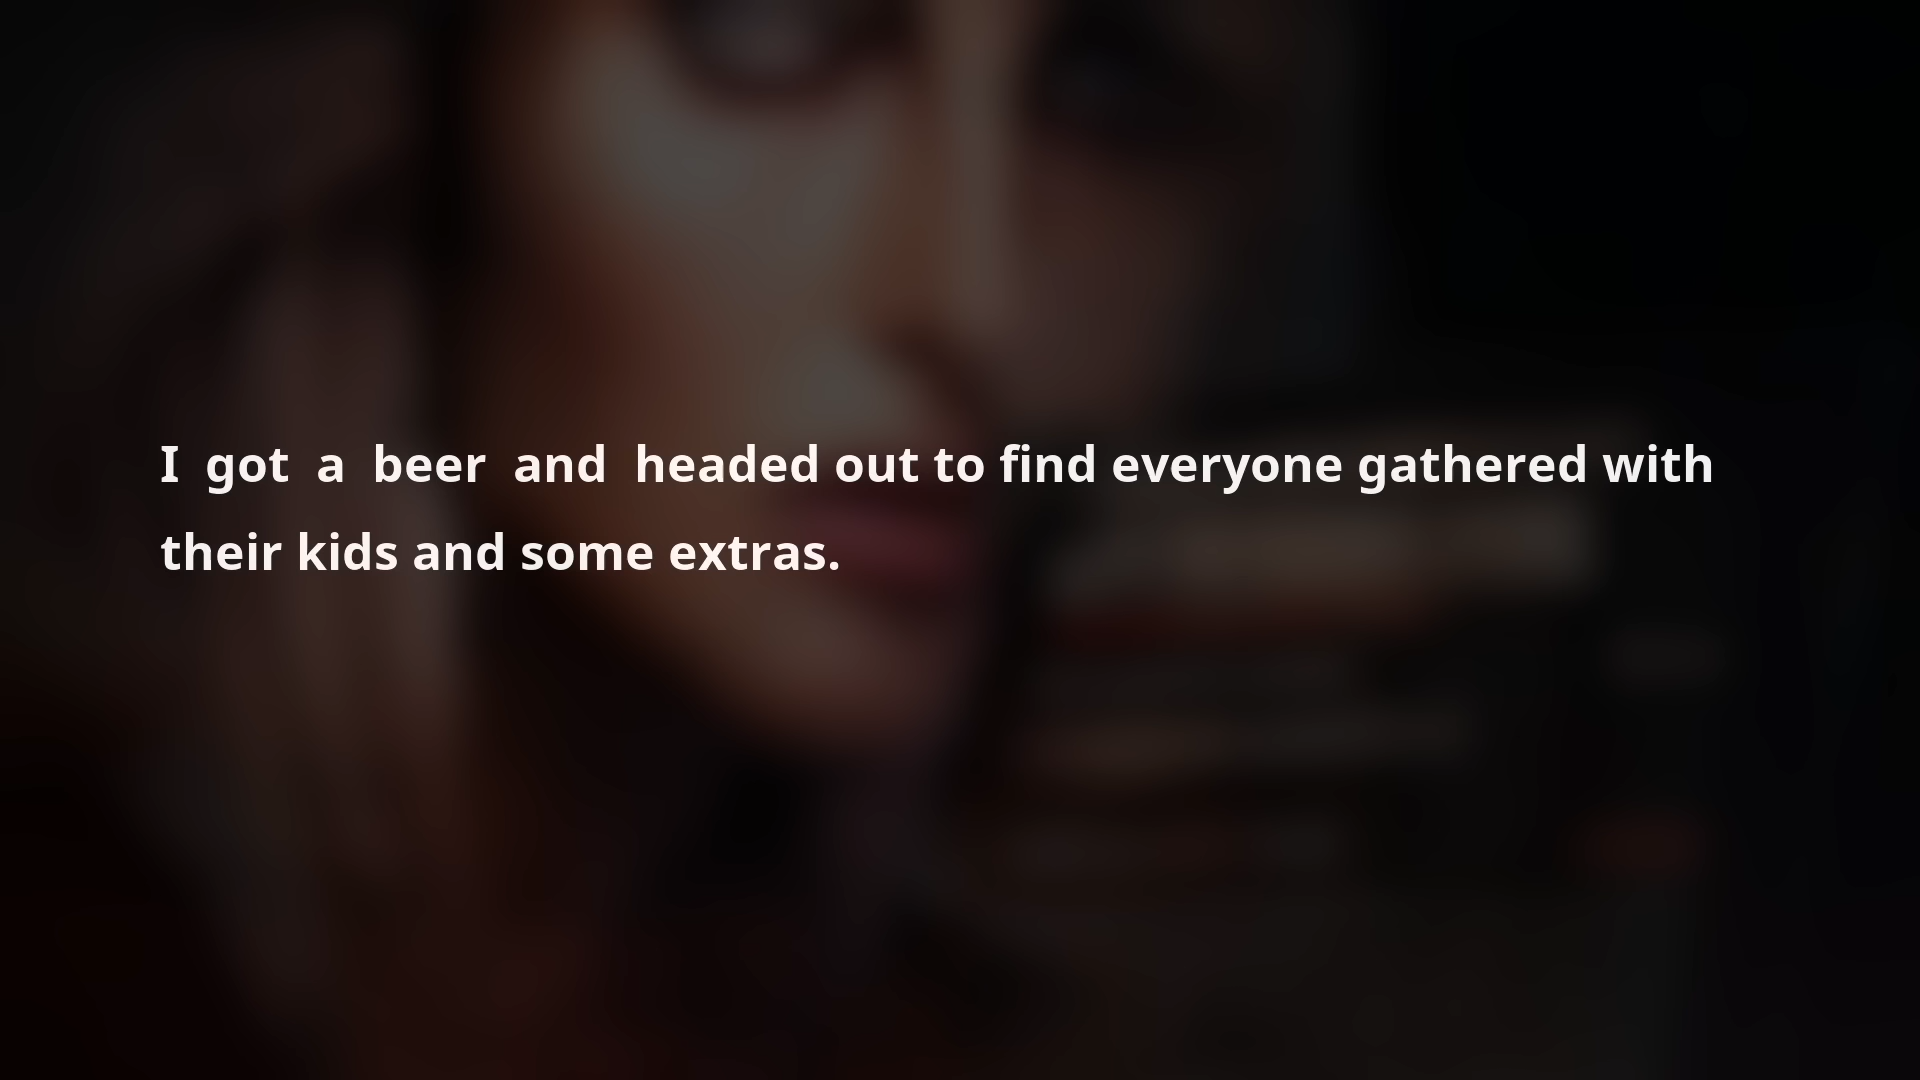 I got a beer and headed out to find everyone gathered with
their kids and some extras.